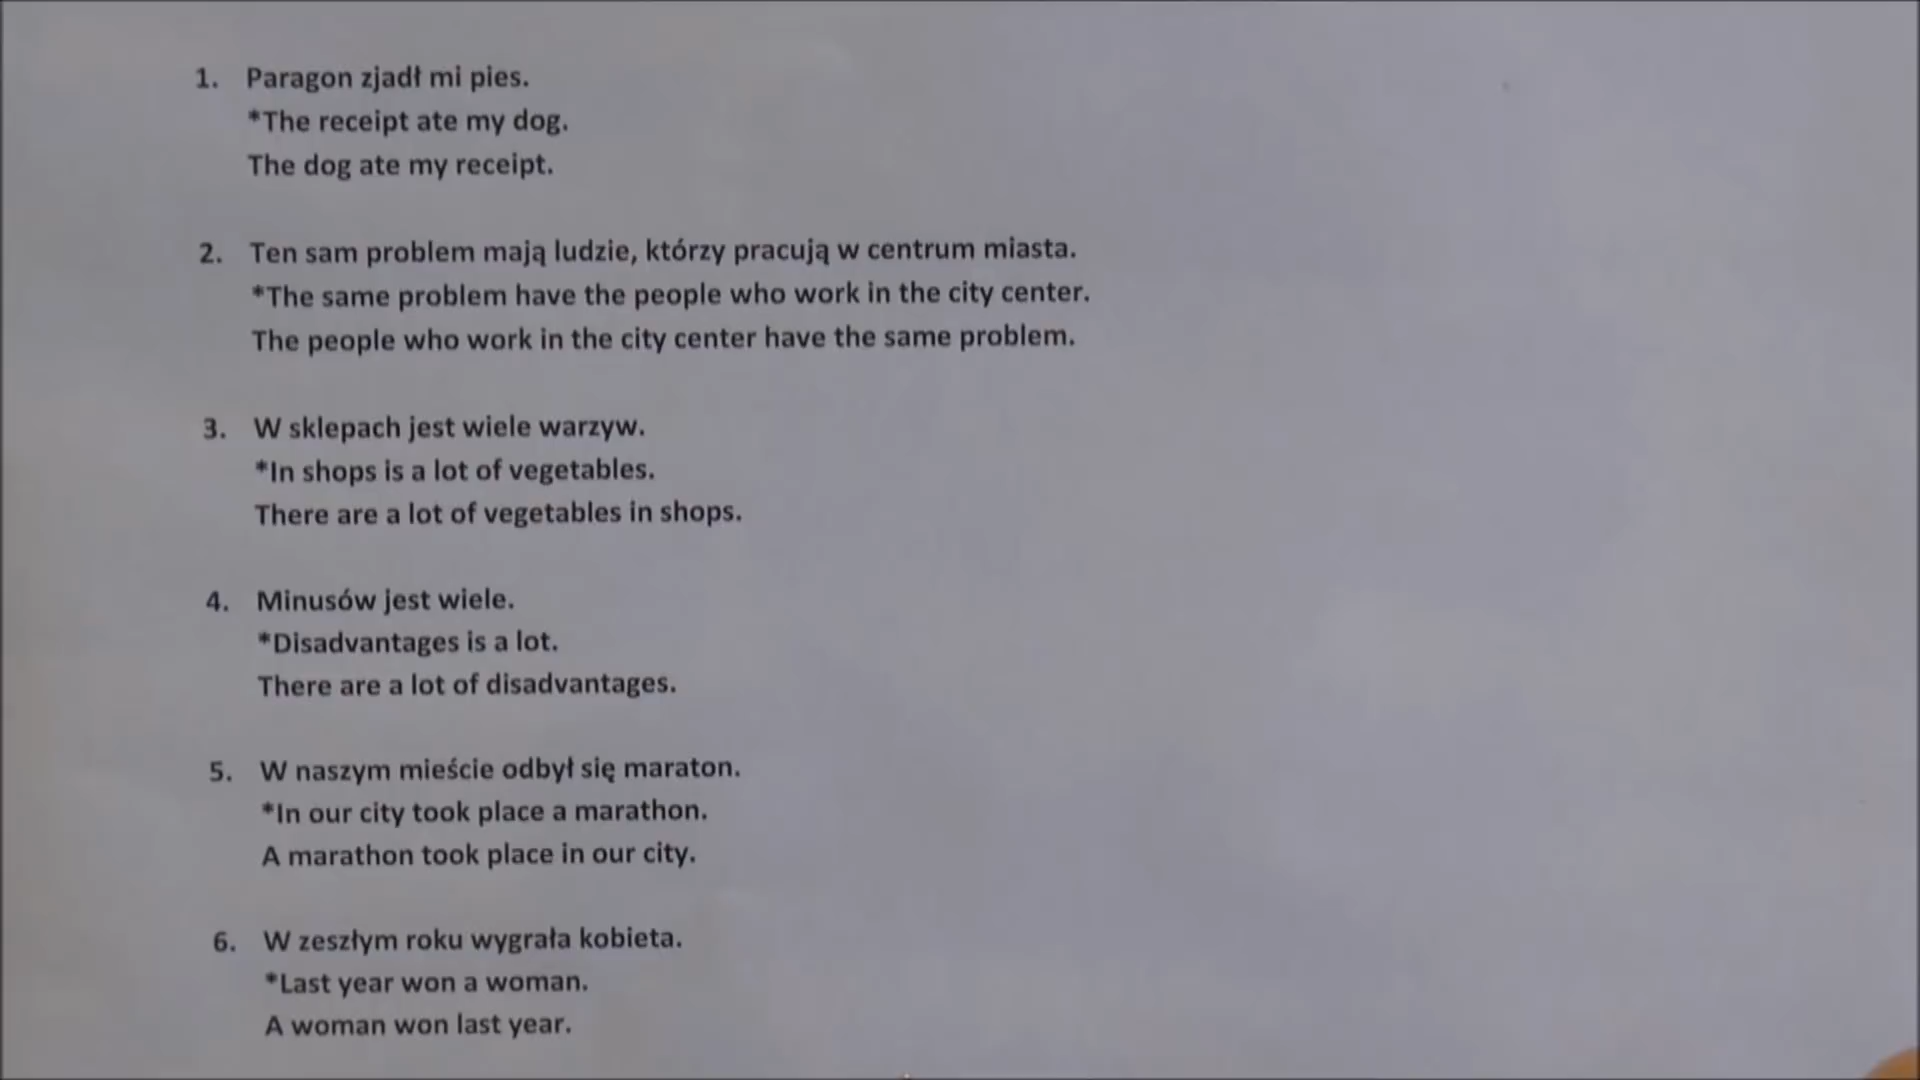 1. Paragon zjadł mi pies.
*The receipt ate my dog.
The dog ate my receipt.
2. Ten sam problem mają ludzie, którzy pracują w centrum miasta.
*The same problem have the people who work in the city center.
The people who work in the city center have the same problem.
3. W sklepach jest wiele warzyw.
*In shops is a lot of vegetables.
There are a lot of vegetables in shops.
4. Minusów jest wiele.
*Disadvantages is a lot.
There are a lot of disadvantages.
5. W naszym mieście odbył się maraton.
*In our city took place a marathon.
A marathon took place in our city.
6. W zeszłym roku wygrała kobieta.
*Last year won a woman.
A woman won last year.